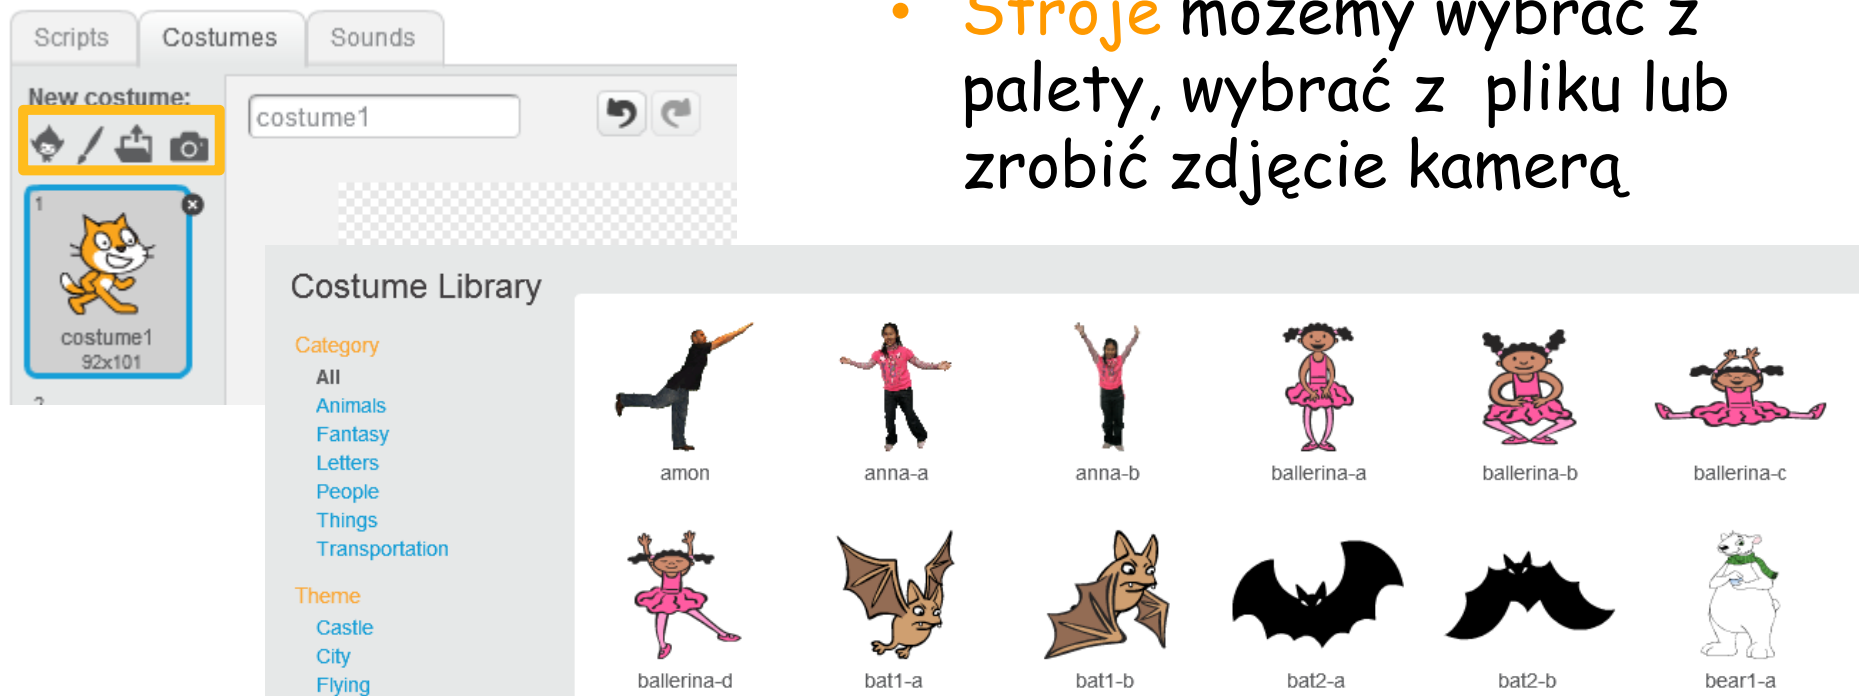 Scripts Costumes Sounds
New costume:
costume1
1
costume1
92x101
2
• Stroje możemy wybrać z
palety, wybrać z pliku lub
zrobić zdjęcie kamerą
Costume Library
Category
All
Animals
Fantasy
Letters
People
Things
Transportation
Theme
Castle
City
Flying
amon anna-a anna-b ballerina-a ballerina-b ballerina-c
ballerina-d bat1-a bat1-b bat2-a bat2-b bear1-a